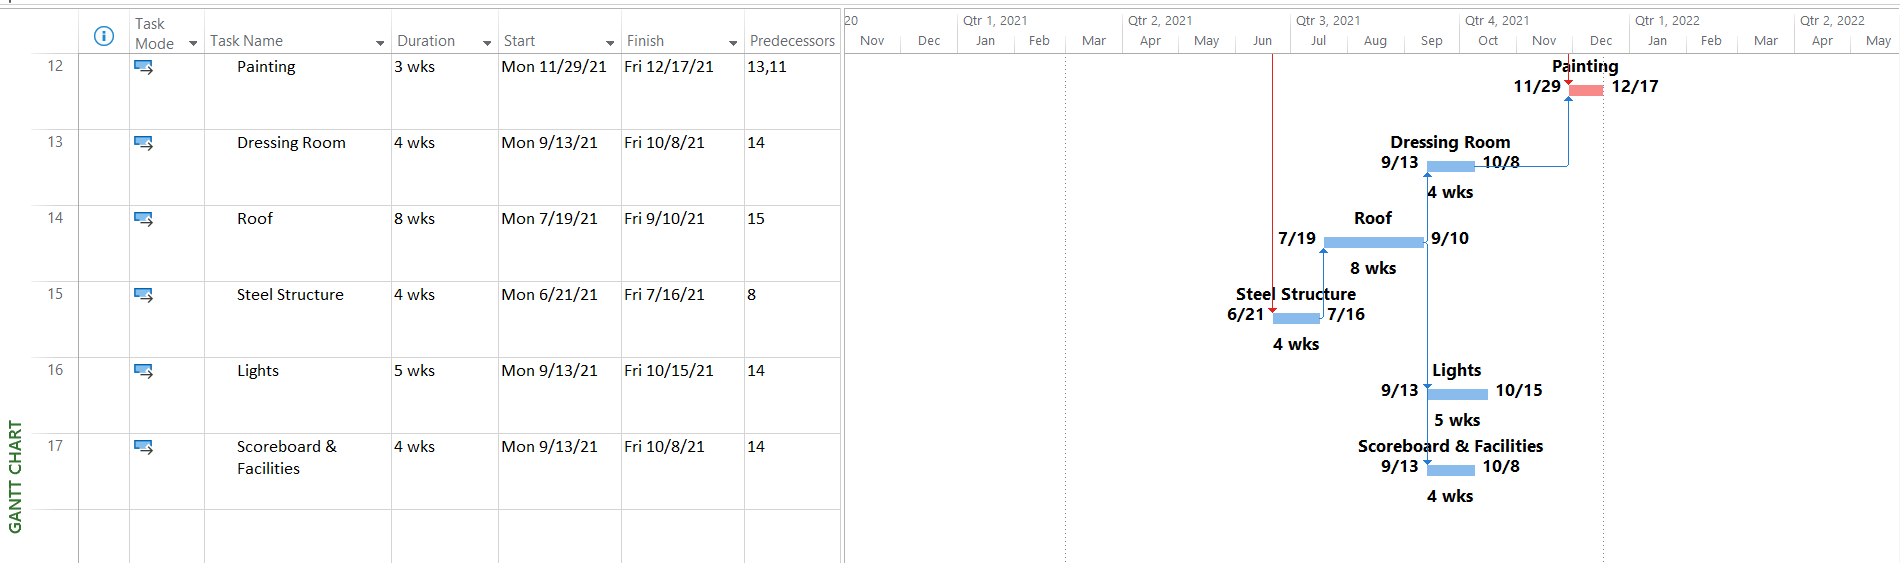 Task Mode
Task Name
Duration
Start
Finish
Predecessors
20
Qtr 1, 2021
Qtr 2, 2021
Qtr 3, 2021
Qtr 4, 2021
Qtr 1, 2022
Qtr 2, 2022
Nov Dec Jan Feb Mar Apr May Jun Jul Aug Sep Oct Nov Dec Jan Feb Mar Apr May
12 Painting 3 wks Mon 11/29/21 Fri 12/17/21 13,11
13 Dressing Room 4 wks Mon 9/13/21 Fri 10/8/21 14
14 Roof 8 wks Mon 7/19/21 Fri 9/10/21 15
15 Steel Structure 4 wks Mon 6/21/21 Fri 7/16/21 8
16 Lights 5 wks Mon 9/13/21 Fri 10/15/21 14
17 Scoreboard & Facilities 4 wks Mon 9/13/21 Fri 10/8/21 14
GANTT CHART
Painting
11/29 12/17
Dressing Room
9/13 10/8
4 wks
Roof
7/19 9/10
8 wks
Steel Structure
6/21 7/16
4 wks
Lights
9/13 10/15
5 wks
Scoreboard & Facilities
9/13 10/8
4 wks